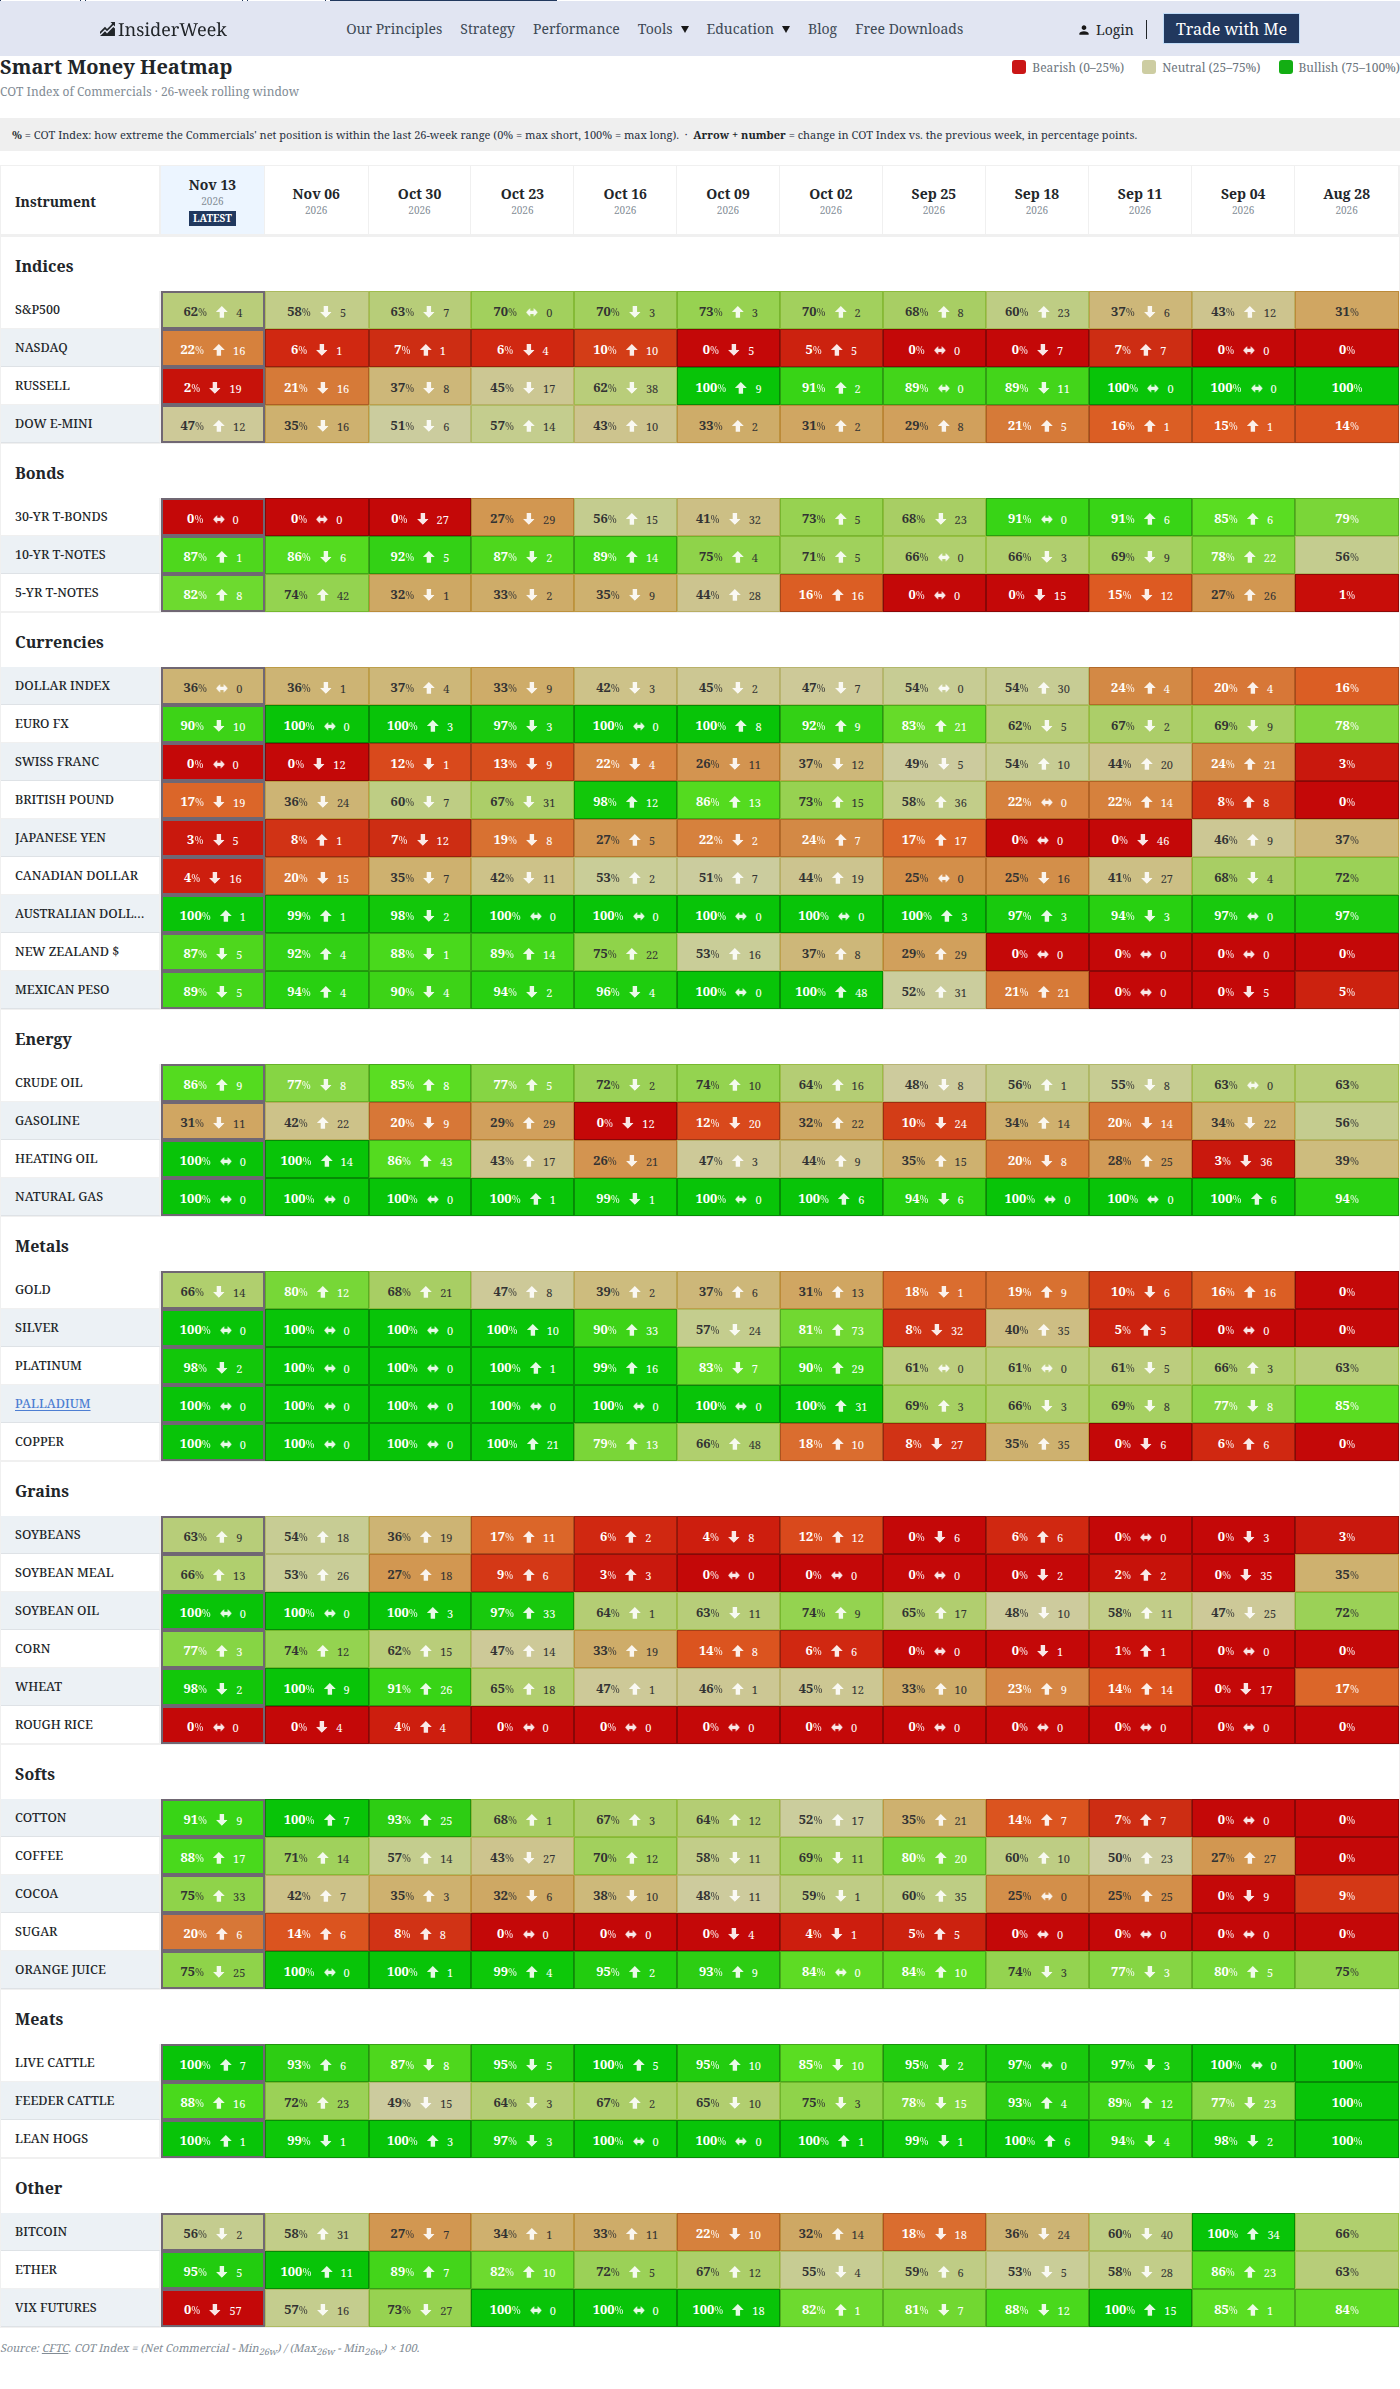 InsiderWeek Our Principles Strategy Performance Tools ▼ Education ▼ Blog Free Downloads Login Trade with Me
Smart Money Heatmap Bearish (0–25%) Neutral (25–75%) Bullish (75–100%)
COT Index of Commercials · 26-week rolling window
% = COT Index: how extreme the Commercials' net position is within the last 26-week range (0% = max short, 100% = max long). · Arrow + number = change in COT Index vs. the previous week, in percentage points.
Instrument Nov 13 2026 LATEST Nov 06 2026 Oct 30 2026 Oct 23 2026 Oct 16 2026 Oct 09 2026 Oct 02 2026 Sep 25 2026 Sep 18 2026 Sep 11 2026 Sep 04 2026 Aug 28 2026
Indices
S&P500 62% ⬆ 4 58% ⬇ 5 63% ⬇ 7 70% ⬌ 0 70% ⬇ 3 73% ⬆ 3 70% ⬆ 2 68% ⬆ 8 60% ⬆ 23 37% ⬇ 6 43% ⬆ 12 31%
NASDAQ 22% ⬆ 16 6% ⬇ 1 7% ⬆ 1 6% ⬇ 4 10% ⬆ 10 0% ⬇ 5 5% ⬆ 5 0% ⬌ 0 0% ⬇ 7 7% ⬆ 7 0% ⬌ 0 0%
RUSSELL 2% ⬇ 19 21% ⬇ 16 37% ⬇ 8 45% ⬇ 17 62% ⬇ 38 100% ⬆ 9 91% ⬆ 2 89% ⬌ 0 89% ⬇ 11 100% ⬌ 0 100% ⬌ 0 100%
DOW E-MINI 47% ⬆ 12 35% ⬇ 16 51% ⬇ 6 57% ⬆ 14 43% ⬆ 10 33% ⬆ 2 31% ⬆ 2 29% ⬆ 8 21% ⬆ 5 16% ⬆ 1 15% ⬆ 1 14%
Bonds
30-YR T-BONDS 0% ⬌ 0 0% ⬌ 0 0% ⬇ 27 27% ⬇ 29 56% ⬆ 15 41% ⬇ 32 73% ⬆ 5 68% ⬇ 23 91% ⬌ 0 91% ⬆ 6 85% ⬆ 6 79%
10-YR T-NOTES 87% ⬆ 1 86% ⬇ 6 92% ⬆ 5 87% ⬇ 2 89% ⬆ 14 75% ⬆ 4 71% ⬆ 5 66% ⬌ 0 66% ⬇ 3 69% ⬇ 9 78% ⬆ 22 56%
5-YR T-NOTES 82% ⬆ 8 74% ⬆ 42 32% ⬇ 1 33% ⬇ 2 35% ⬇ 9 44% ⬆ 28 16% ⬆ 16 0% ⬌ 0 0% ⬇ 15 15% ⬇ 12 27% ⬆ 26 1%
Currencies
DOLLAR INDEX 36% ⬌ 0 36% ⬇ 1 37% ⬆ 4 33% ⬇ 9 42% ⬇ 3 45% ⬇ 2 47% ⬇ 7 54% ⬌ 0 54% ⬆ 30 24% ⬆ 4 20% ⬆ 4 16%
EURO FX 90% ⬇ 10 100% ⬌ 0 100% ⬆ 3 97% ⬇ 3 100% ⬌ 0 100% ⬆ 8 92% ⬆ 9 83% ⬆ 21 62% ⬇ 5 67% ⬇ 2 69% ⬇ 9 78%
SWISS FRANC 0% ⬌ 0 0% ⬇ 12 12% ⬇ 1 13% ⬇ 9 22% ⬇ 4 26% ⬇ 11 37% ⬇ 12 49% ⬇ 5 54% ⬆ 10 44% ⬆ 20 24% ⬆ 21 3%
BRITISH POUND 17% ⬇ 19 36% ⬇ 24 60% ⬇ 7 67% ⬇ 31 98% ⬆ 12 86% ⬆ 13 73% ⬆ 15 58% ⬆ 36 22% ⬌ 0 22% ⬆ 14 8% ⬆ 8 0%
JAPANESE YEN 3% ⬇ 5 8% ⬆ 1 7% ⬇ 12 19% ⬇ 8 27% ⬆ 5 22% ⬇ 2 24% ⬆ 7 17% ⬆ 17 0% ⬌ 0 0% ⬇ 46 46% ⬆ 9 37%
CANADIAN DOLLAR 4% ⬇ 16 20% ⬇ 15 35% ⬇ 7 42% ⬇ 11 53% ⬆ 2 51% ⬆ 7 44% ⬆ 19 25% ⬌ 0 25% ⬇ 16 41% ⬇ 27 68% ⬇ 4 72%
AUSTRALIAN DOLL... 100% ⬆ 1 99% ⬆ 1 98% ⬇ 2 100% ⬌ 0 100% ⬌ 0 100% ⬌ 0 100% ⬌ 0 100% ⬆ 3 97% ⬆ 3 94% ⬇ 3 97% ⬌ 0 97%
NEW ZEALAND $ 87% ⬇ 5 92% ⬆ 4 88% ⬇ 1 89% ⬆ 14 75% ⬆ 22 53% ⬆ 16 37% ⬆ 8 29% ⬆ 29 0% ⬌ 0 0% ⬌ 0 0% ⬌ 0 0%
MEXICAN PESO 89% ⬇ 5 94% ⬆ 4 90% ⬇ 4 94% ⬇ 2 96% ⬇ 4 100% ⬌ 0 100% ⬆ 48 52% ⬆ 31 21% ⬆ 21 0% ⬌ 0 0% ⬇ 5 5%
Energy
CRUDE OIL 86% ⬆ 9 77% ⬇ 8 85% ⬆ 8 77% ⬆ 5 72% ⬇ 2 74% ⬆ 10 64% ⬆ 16 48% ⬇ 8 56% ⬆ 1 55% ⬇ 8 63% ⬌ 0 63%
GASOLINE 31% ⬇ 11 42% ⬆ 22 20% ⬇ 9 29% ⬆ 29 0% ⬇ 12 12% ⬇ 20 32% ⬆ 22 10% ⬇ 24 34% ⬆ 14 20% ⬇ 14 34% ⬇ 22 56%
HEATING OIL 100% ⬌ 0 100% ⬆ 14 86% ⬆ 43 43% ⬆ 17 26% ⬇ 21 47% ⬆ 3 44% ⬆ 9 35% ⬆ 15 20% ⬇ 8 28% ⬆ 25 3% ⬇ 36 39%
NATURAL GAS 100% ⬌ 0 100% ⬌ 0 100% ⬌ 0 100% ⬆ 1 99% ⬇ 1 100% ⬌ 0 100% ⬆ 6 94% ⬇ 6 100% ⬌ 0 100% ⬌ 0 100% ⬆ 6 94%
Metals
GOLD 66% ⬇ 14 80% ⬆ 12 68% ⬆ 21 47% ⬆ 8 39% ⬆ 2 37% ⬆ 6 31% ⬆ 13 18% ⬇ 1 19% ⬆ 9 10% ⬇ 6 16% ⬆ 16 0%
SILVER 100% ⬌ 0 100% ⬌ 0 100% ⬌ 0 100% ⬆ 10 90% ⬆ 33 57% ⬇ 24 81% ⬆ 73 8% ⬇ 32 40% ⬆ 35 5% ⬆ 5 0% ⬌ 0 0%
PLATINUM 98% ⬇ 2 100% ⬌ 0 100% ⬌ 0 100% ⬆ 1 99% ⬆ 16 83% ⬇ 7 90% ⬆ 29 61% ⬌ 0 61% ⬌ 0 61% ⬇ 5 66% ⬆ 3 63%
PALLADIUM 100% ⬌ 0 100% ⬌ 0 100% ⬌ 0 100% ⬌ 0 100% ⬌ 0 100% ⬌ 0 100% ⬆ 31 69% ⬆ 3 66% ⬇ 3 69% ⬇ 8 77% ⬇ 8 85%
COPPER 100% ⬌ 0 100% ⬌ 0 100% ⬌ 0 100% ⬆ 21 79% ⬆ 13 66% ⬆ 48 18% ⬆ 10 8% ⬇ 27 35% ⬆ 35 0% ⬇ 6 6% ⬆ 6 0%
Grains
SOYBEANS 63% ⬆ 9 54% ⬆ 18 36% ⬆ 19 17% ⬆ 11 6% ⬆ 2 4% ⬇ 8 12% ⬆ 12 0% ⬇ 6 6% ⬆ 6 0% ⬌ 0 0% ⬇ 3 3%
SOYBEAN MEAL 66% ⬆ 13 53% ⬆ 26 27% ⬆ 18 9% ⬆ 6 3% ⬆ 3 0% ⬌ 0 0% ⬌ 0 0% ⬌ 0 0% ⬇ 2 2% ⬆ 2 0% ⬇ 35 35%
SOYBEAN OIL 100% ⬌ 0 100% ⬌ 0 100% ⬆ 3 97% ⬆ 33 64% ⬆ 1 63% ⬇ 11 74% ⬆ 9 65% ⬆ 17 48% ⬇ 10 58% ⬆ 11 47% ⬇ 25 72%
CORN 77% ⬆ 3 74% ⬆ 12 62% ⬆ 15 47% ⬆ 14 33% ⬆ 19 14% ⬆ 8 6% ⬆ 6 0% ⬌ 0 0% ⬇ 1 1% ⬆ 1 0% ⬌ 0 0%
WHEAT 98% ⬇ 2 100% ⬆ 9 91% ⬆ 26 65% ⬆ 18 47% ⬆ 1 46% ⬆ 1 45% ⬆ 12 33% ⬆ 10 23% ⬆ 9 14% ⬆ 14 0% ⬇ 17 17%
ROUGH RICE 0% ⬌ 0 0% ⬇ 4 4% ⬆ 4 0% ⬌ 0 0% ⬌ 0 0% ⬌ 0 0% ⬌ 0 0% ⬌ 0 0% ⬌ 0 0% ⬌ 0 0% ⬌ 0 0%
Softs
COTTON 91% ⬇ 9 100% ⬆ 7 93% ⬆ 25 68% ⬆ 1 67% ⬆ 3 64% ⬆ 12 52% ⬆ 17 35% ⬆ 21 14% ⬆ 7 7% ⬆ 7 0% ⬌ 0 0%
COFFEE 88% ⬆ 17 71% ⬆ 14 57% ⬆ 14 43% ⬇ 27 70% ⬆ 12 58% ⬇ 11 69% ⬇ 11 80% ⬆ 20 60% ⬆ 10 50% ⬆ 23 27% ⬆ 27 0%
COCOA 75% ⬆ 33 42% ⬆ 7 35% ⬆ 3 32% ⬇ 6 38% ⬇ 10 48% ⬇ 11 59% ⬇ 1 60% ⬆ 35 25% ⬌ 0 25% ⬆ 25 0% ⬇ 9 9%
SUGAR 20% ⬆ 6 14% ⬆ 6 8% ⬆ 8 0% ⬌ 0 0% ⬌ 0 0% ⬇ 4 4% ⬇ 1 5% ⬆ 5 0% ⬌ 0 0% ⬌ 0 0% ⬌ 0 0%
ORANGE JUICE 75% ⬇ 25 100% ⬌ 0 100% ⬆ 1 99% ⬆ 4 95% ⬆ 2 93% ⬆ 9 84% ⬌ 0 84% ⬆ 10 74% ⬇ 3 77% ⬇ 3 80% ⬆ 5 75%
Meats
LIVE CATTLE 100% ⬆ 7 93% ⬆ 6 87% ⬇ 8 95% ⬇ 5 100% ⬆ 5 95% ⬆ 10 85% ⬇ 10 95% ⬇ 2 97% ⬌ 0 97% ⬇ 3 100% ⬌ 0 100%
FEEDER CATTLE 88% ⬆ 16 72% ⬆ 23 49% ⬇ 15 64% ⬇ 3 67% ⬆ 2 65% ⬇ 10 75% ⬇ 3 78% ⬇ 15 93% ⬆ 4 89% ⬆ 12 77% ⬇ 23 100%
LEAN HOGS 100% ⬆ 1 99% ⬇ 1 100% ⬆ 3 97% ⬇ 3 100% ⬌ 0 100% ⬌ 0 100% ⬆ 1 99% ⬇ 1 100% ⬆ 6 94% ⬇ 4 98% ⬇ 2 100%
Other
BITCOIN 56% ⬇ 2 58% ⬆ 31 27% ⬇ 7 34% ⬆ 1 33% ⬆ 11 22% ⬇ 10 32% ⬆ 14 18% ⬇ 18 36% ⬇ 24 60% ⬇ 40 100% ⬆ 34 66%
ETHER 95% ⬇ 5 100% ⬆ 11 89% ⬆ 7 82% ⬆ 10 72% ⬆ 5 67% ⬆ 12 55% ⬇ 4 59% ⬆ 6 53% ⬇ 5 58% ⬇ 28 86% ⬆ 23 63%
VIX FUTURES 0% ⬇ 57 57% ⬇ 16 73% ⬇ 27 100% ⬌ 0 100% ⬌ 0 100% ⬆ 18 82% ⬆ 1 81% ⬇ 7 88% ⬇ 12 100% ⬆ 15 85% ⬆ 1 84%
Source: CFTC. COT Index = (Net Commercial - Min26w) / (Max26w - Min26w) × 100.